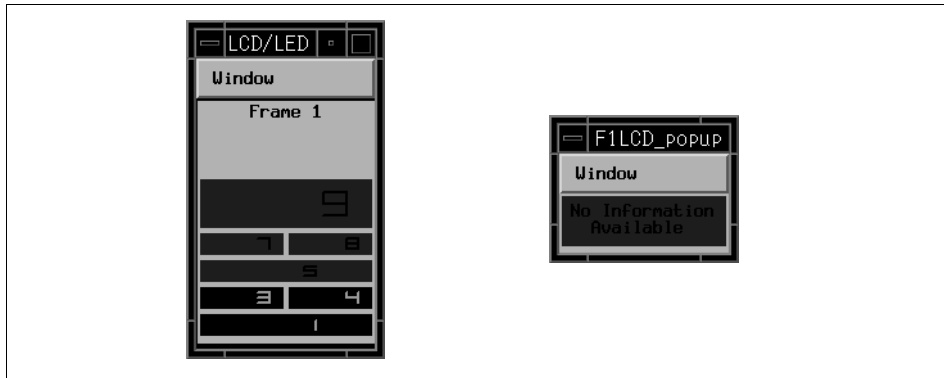 LCD/LED
Window
Frame 1
9
7 8
5
3 4
1
F1LCD_popup
Window
No Information
Available